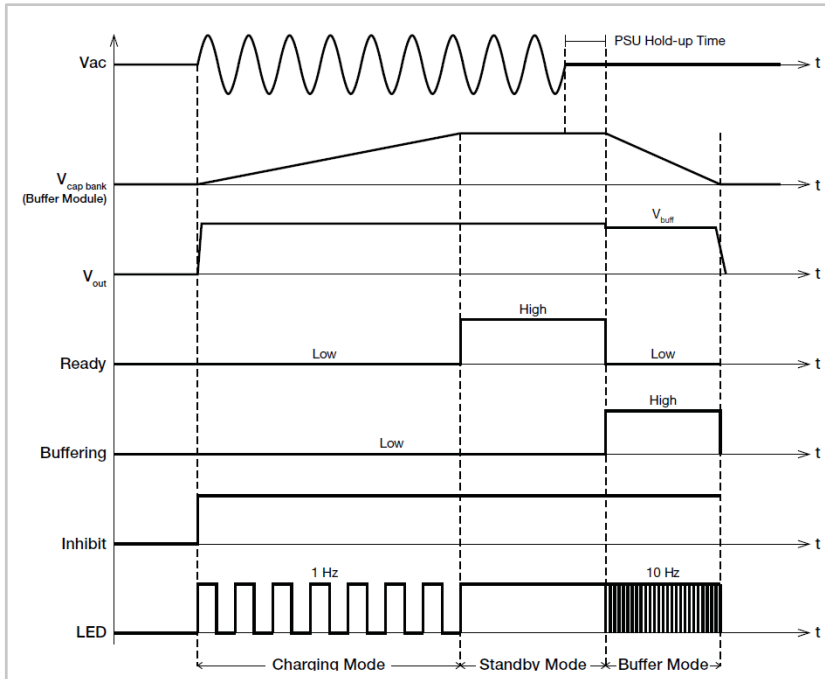 PSU Hold-up Time
Vac
t
V cap bank
(Buffer Module)
t
V buff
V out
t
High
Ready
Low
Low
t
High
Buffering
Low
t
Inhibit
t
1 Hz
10 Hz
LED
t
Charging Mode
Standby Mode
Buffer Mode